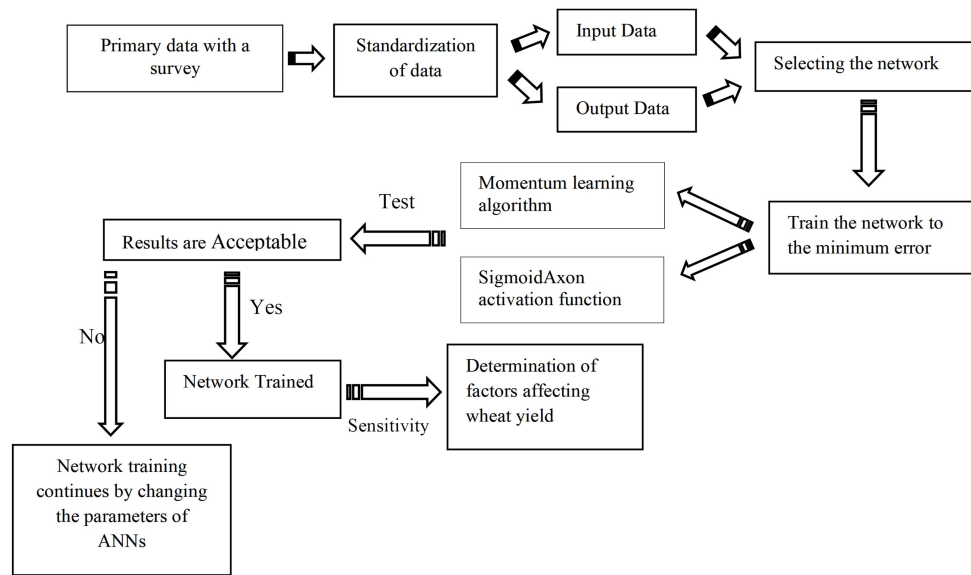 Primary data with a
survey
Standardization
of data
Input Data
Output Data
Selecting the network
Train the network to
the minimum error
Momentum learning
algorithm
SigmoidAxon
activation function
Test
Results are Acceptable
No
Yes
Network Trained
Sensitivity
Determination of
factors affecting
wheat yield
Network training
continues by changing
the parameters of
ANNs